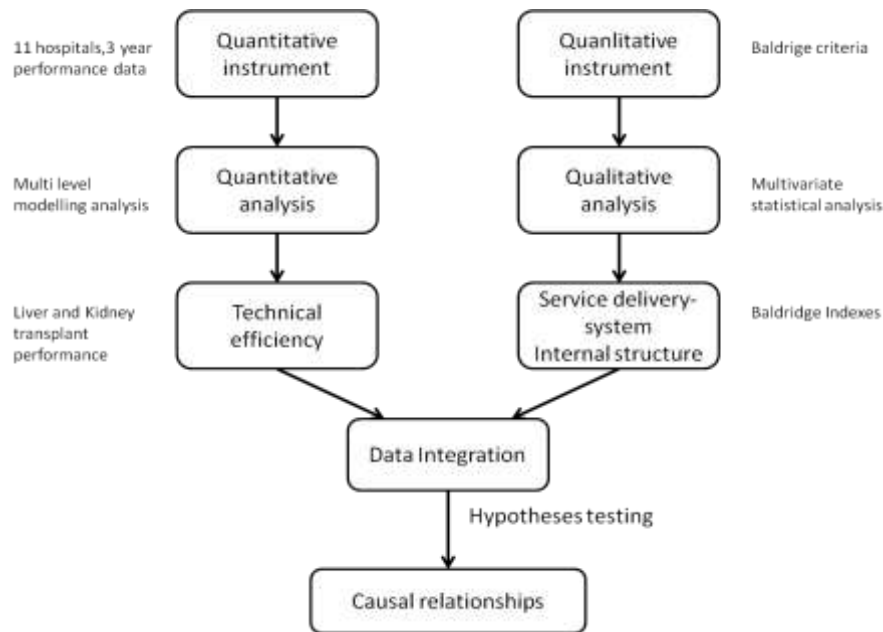 11 hospitals,3 year
performance data
Quantitative
instrument
Quanlitative
instrument
Baldrige criteria
Multi level
modelling analysis
Quantitative
analysis
Qualitative
analysis
Multivariate
statistical analysis
Liver and Kidney
transplant
performance
Technical
efficiency
Service delivery-
system
Internal structure
Baldridge Indexes
Data Integration
Hypotheses testing
Causal relationships